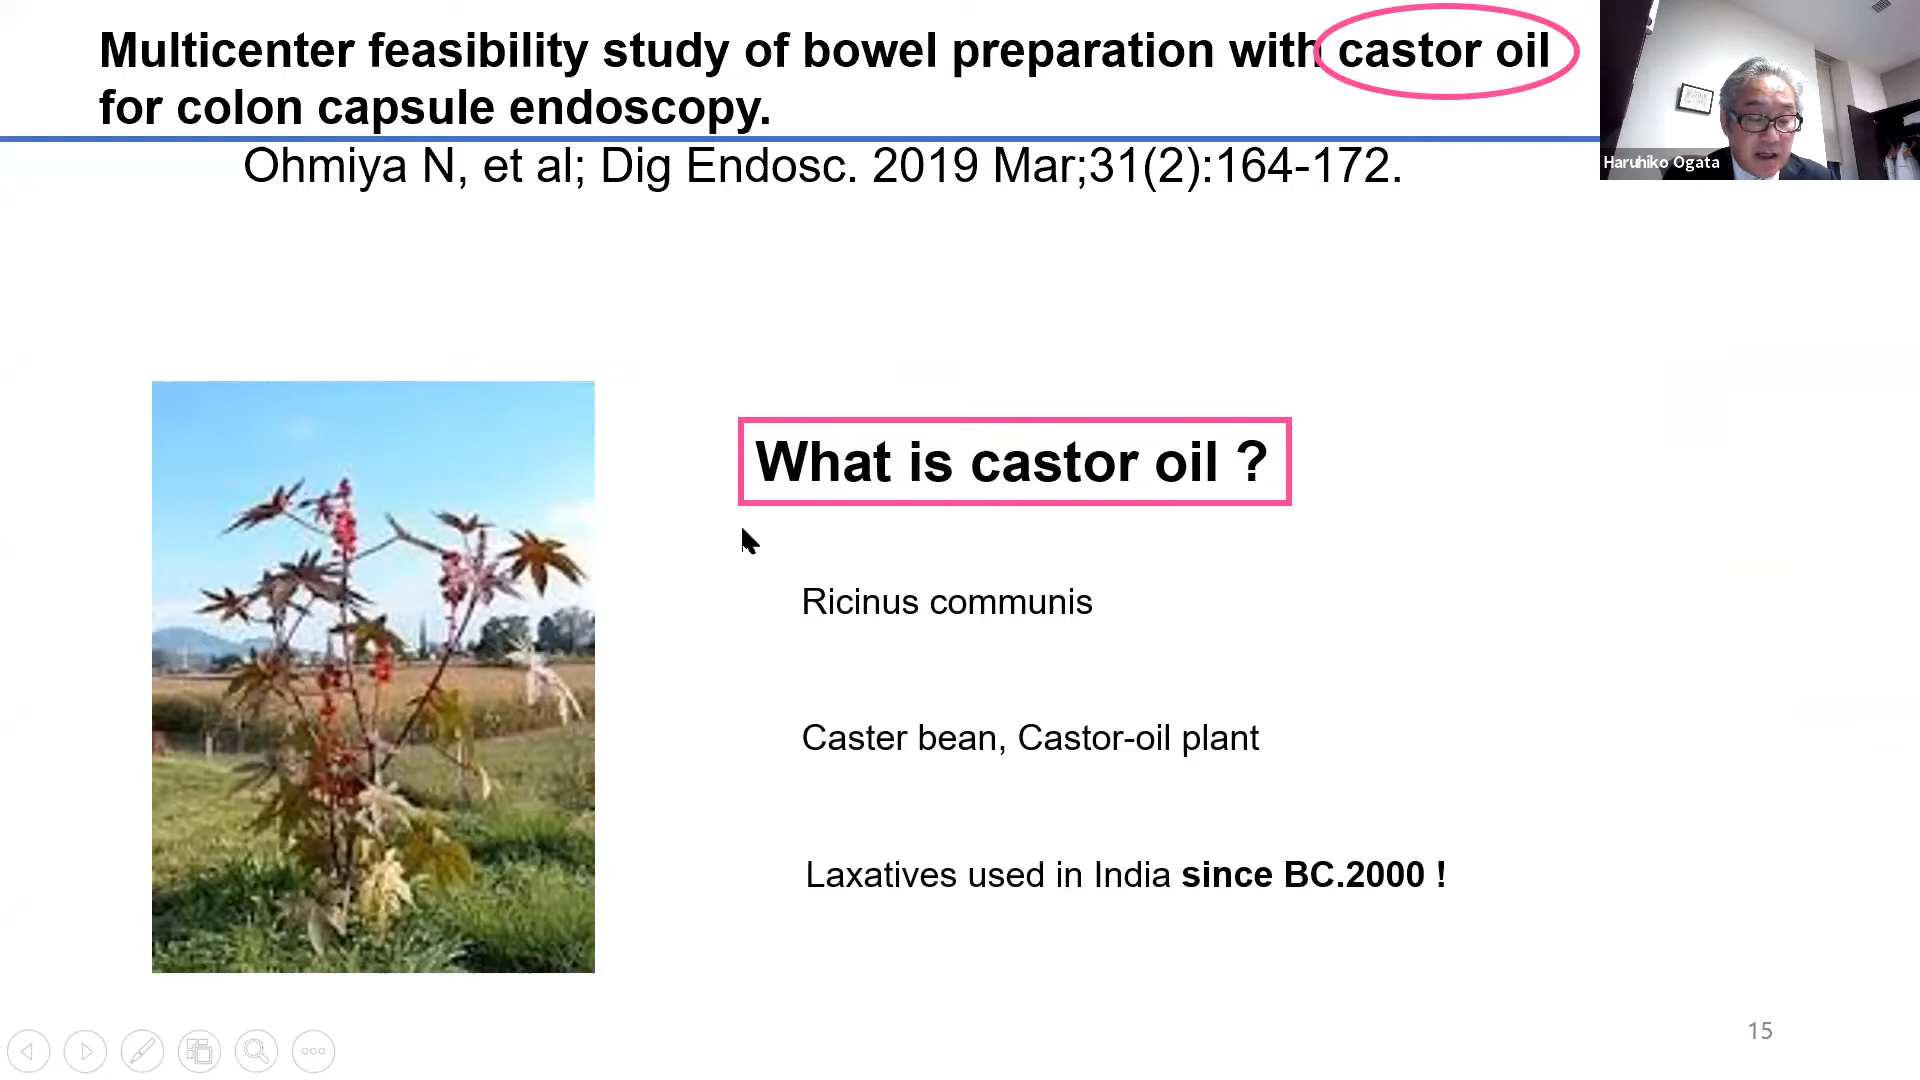 Multicenter feasibility study of bowel preparation with castor oil
for colon capsule endoscopy.
Ohmiya N, et al; Dig Endosc. 2019 Mar;31(2):164-172.
Haruhiko Ogata
What is castor oil ?
Ricinus communis
Caster bean, Castor-oil plant
Laxatives used in India since BC.2000 !
15